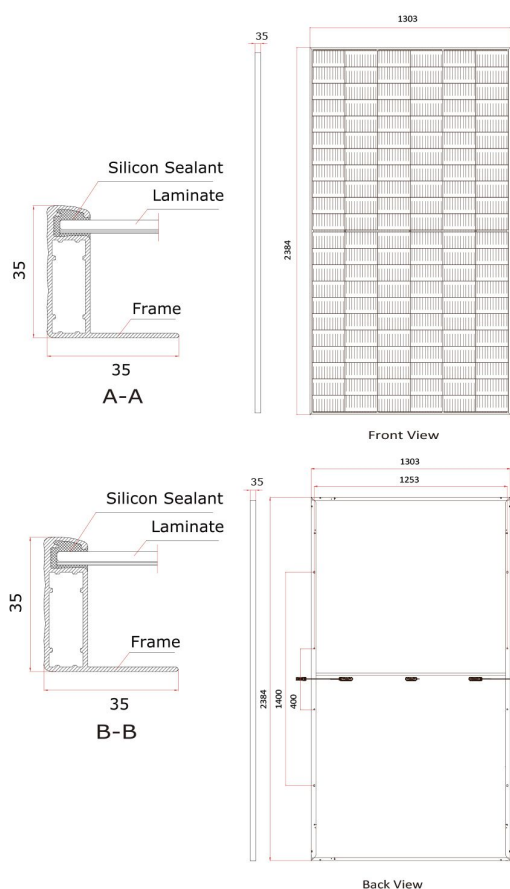 1303
35
Silicon Sealant
Laminate
35
2384
Frame
35
A-A
Front View
1303
35
1253
Silicon Sealant
Laminate
35
2384
1400
400
Frame
35
B-B
Back View